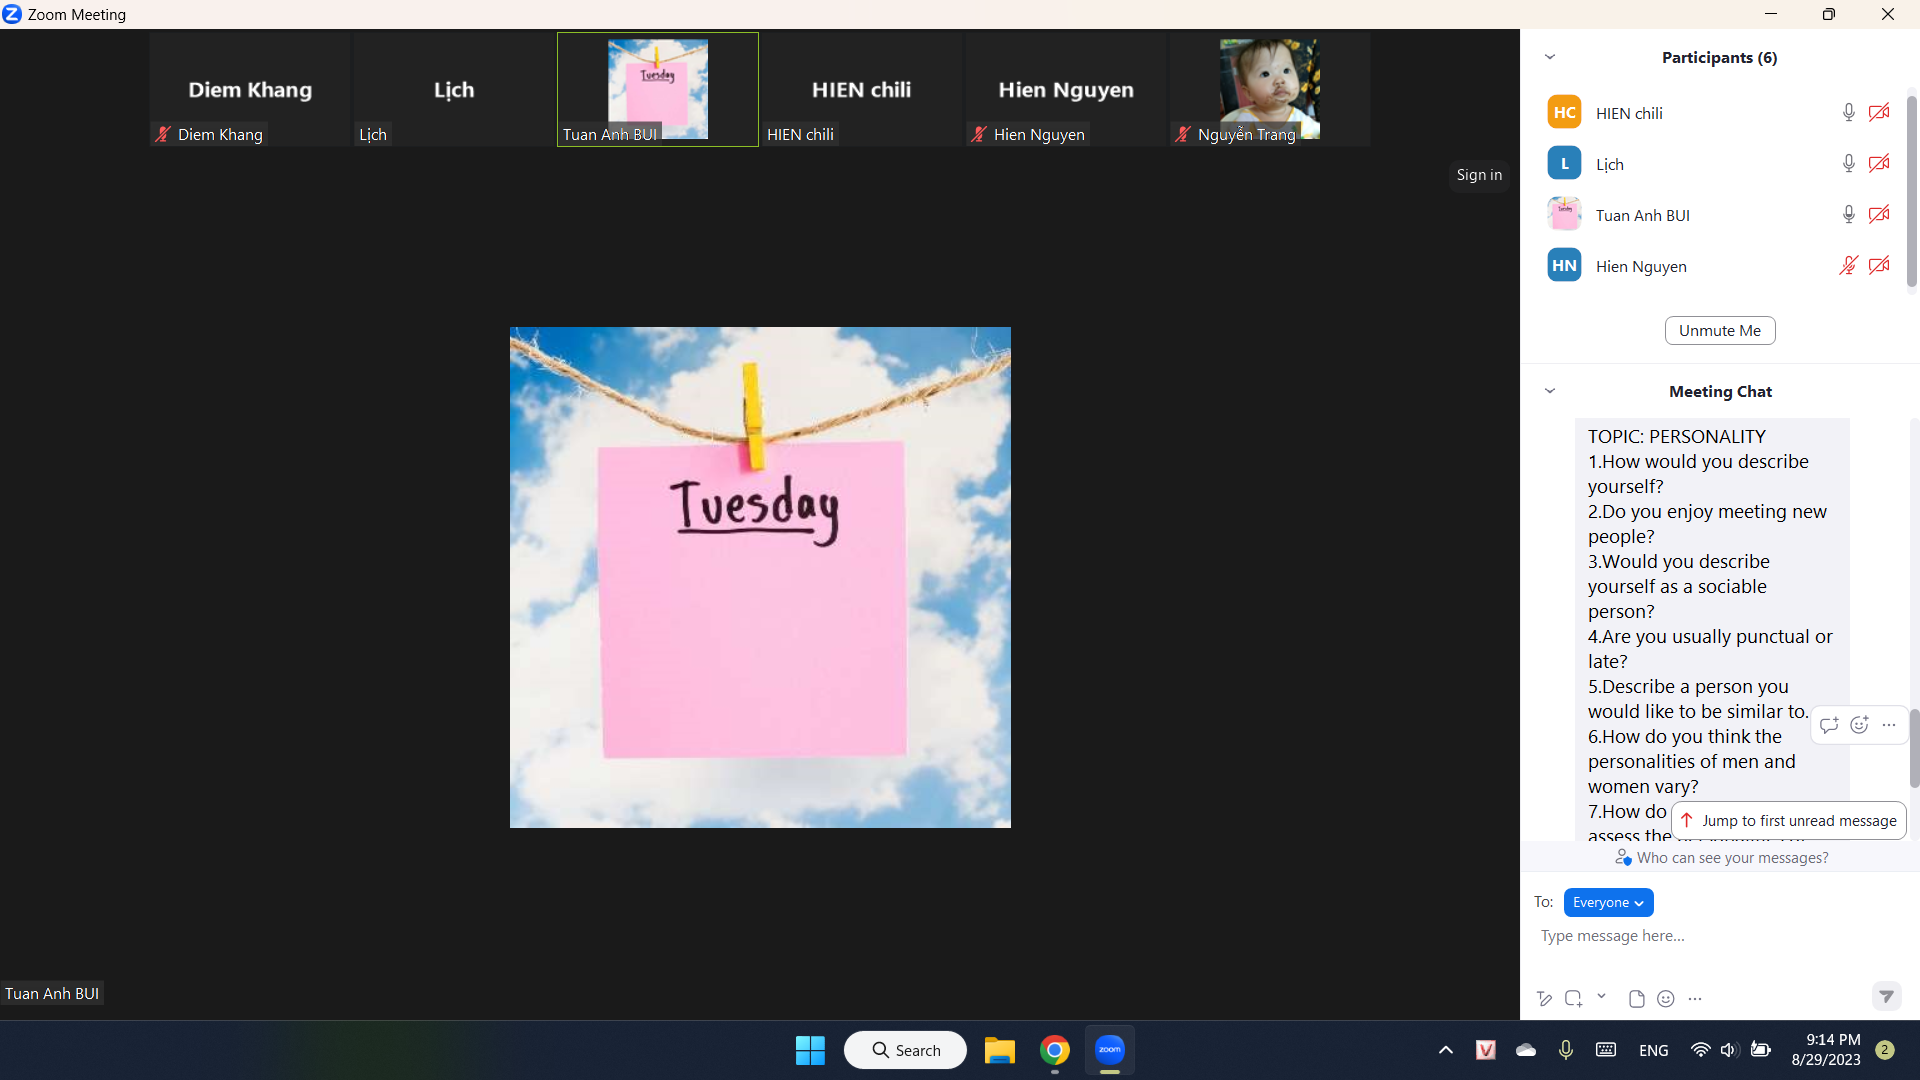 Zoom Meeting
Diem Khang
Lịch
Tuesday
HIEN chili
Hien Nguyen
Diem Khang
Lịch
Tuan Anh BUI
HIEN chili
Hien Nguyen
Nguyễn Trang
Sign in
Tuesday
Tuan Anh BUI
Participants (6)
HC
HIEN chili
L
Lịch
Tuesday
Tuan Anh BUI
HN
Hien Nguyen
Unmute Me
Meeting Chat
TOPIC: PERSONALITY
1.How would you describe
yourself?
2.Do you enjoy meeting new
people?
3.Would you describe
yourself as a sociable
person?
4.Are you usually punctual or
late?
5.Describe a person you
would like to be similar to.
6.How do you think the
personalities of men and
women vary?
7.How do
assess the
Jump to first unread message
Who can see your messages?
To:
Everyone
Type message here...
Search
zoom
V
ENG
9:14 PM
8/29/2023
2